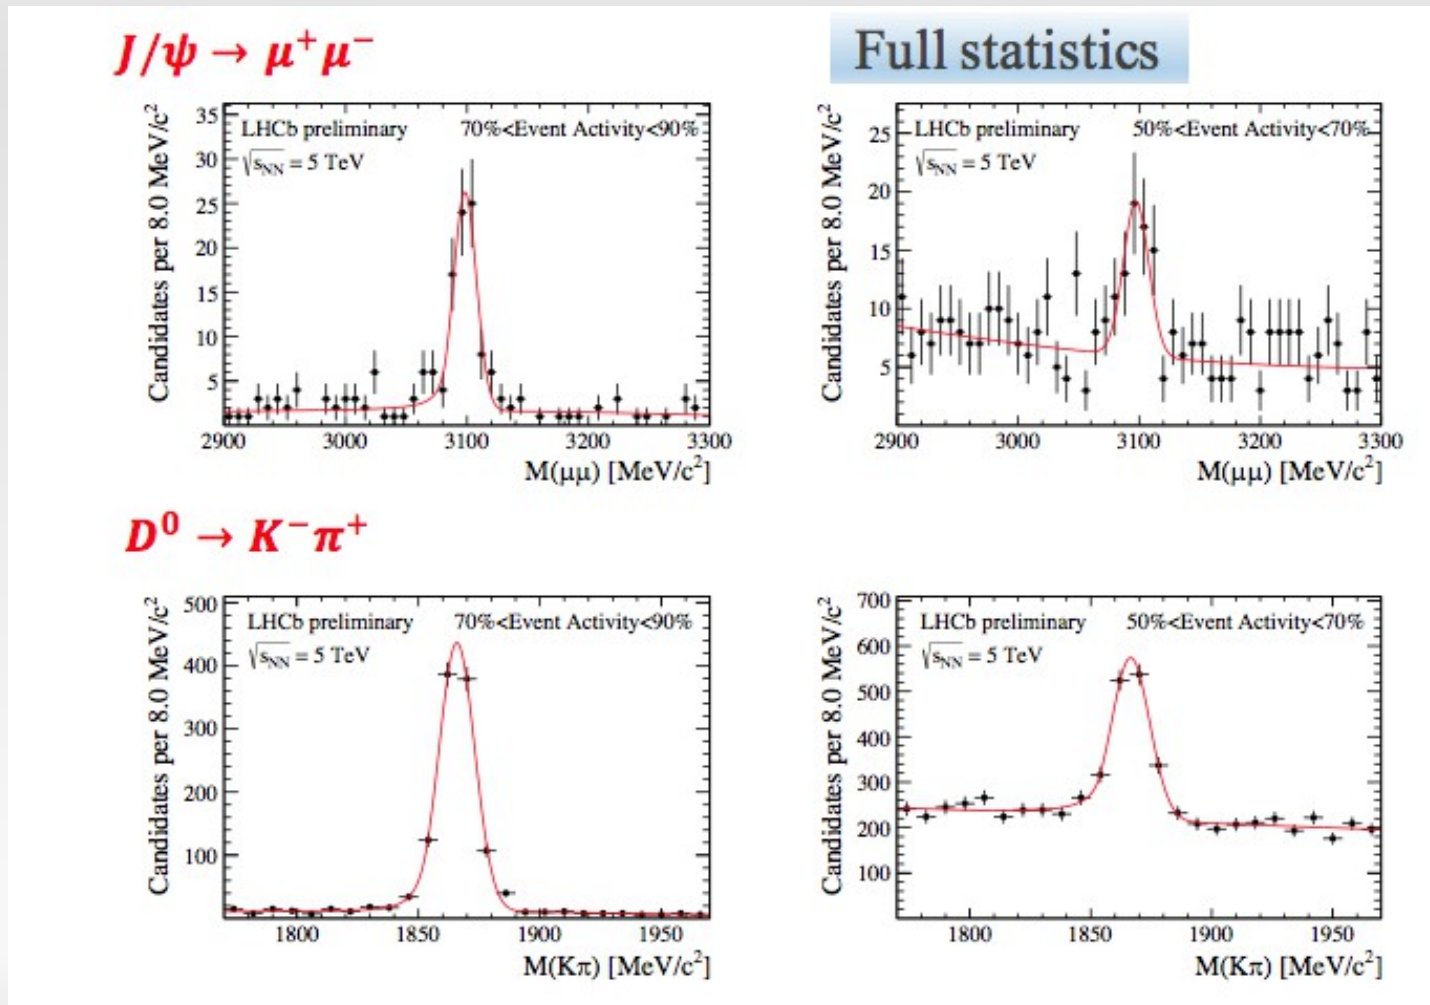 J/ψ → μ⁺μ⁻
Full statistics
Candidates per 8.0 MeV/c²
35
30
25
20
15
10
5
LHCb preliminary 70%<Event Activity<90%
√sNN = 5 TeV
2900 3000 3100 3200 3300
M(μμ) [MeV/c²]
Candidates per 8.0 MeV/c²
25
20
15
10
5
LHCb preliminary 50%<Event Activity<70%
√sNN = 5 TeV
2900 3000 3100 3200 3300
M(μμ) [MeV/c²]
D⁰ → K⁻π⁺
Candidates per 8.0 MeV/c²
500
400
300
200
100
LHCb preliminary 70%<Event Activity<90%
√sNN = 5 TeV
1800 1850 1900 1950
M(Kπ) [MeV/c²]
Candidates per 8.0 MeV/c²
700
600
500
400
300
200
100
LHCb preliminary 50%<Event Activity<70%
√sNN = 5 TeV
1800 1850 1900 1950
M(Kπ) [MeV/c²]